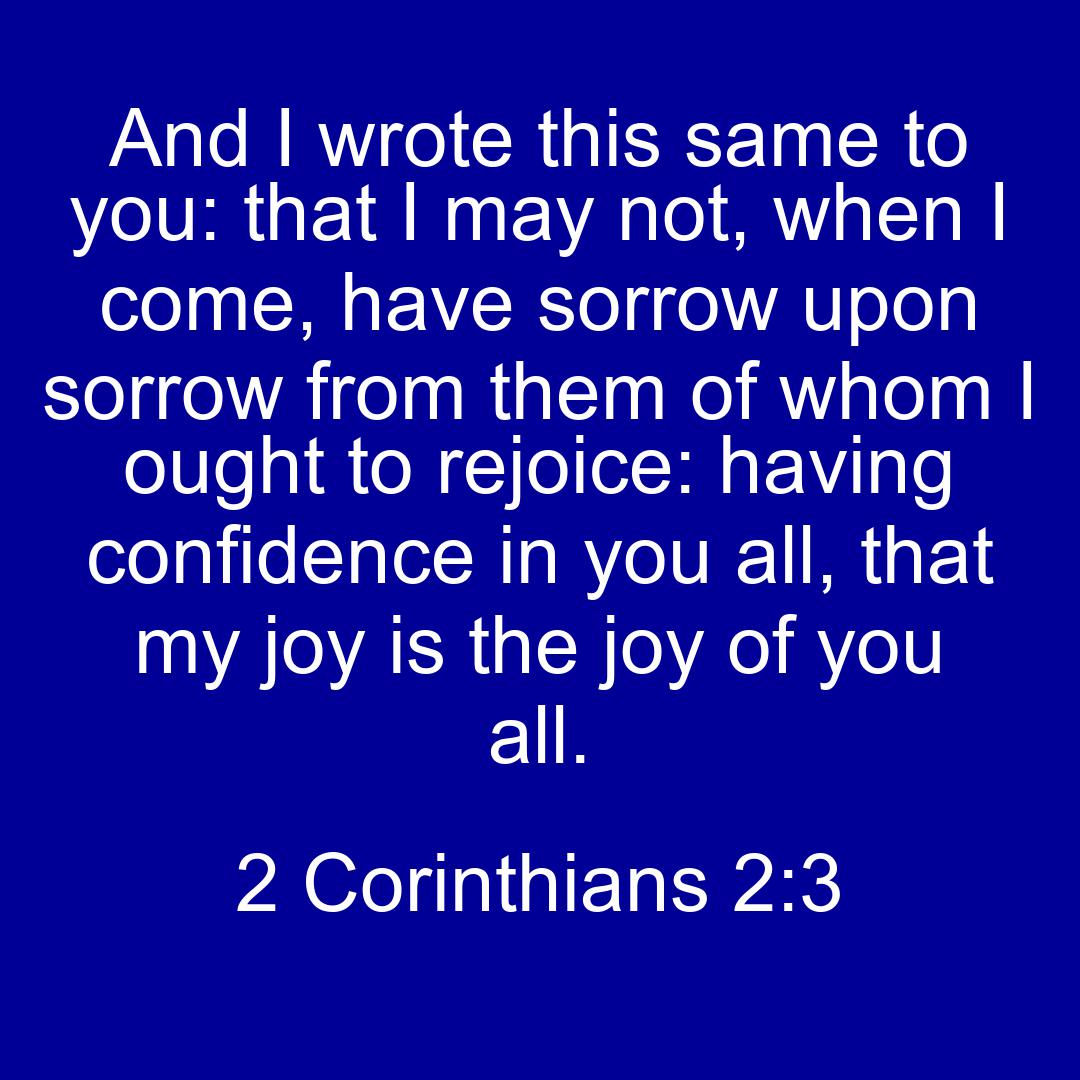 And I wrote this same to
you: that I may not, when I
come, have sorrow upon
sorrow from them of whom I
ought to rejoice: having
confidence in you all, that
my joy is the joy of you
all.
2 Corinthians 2:3